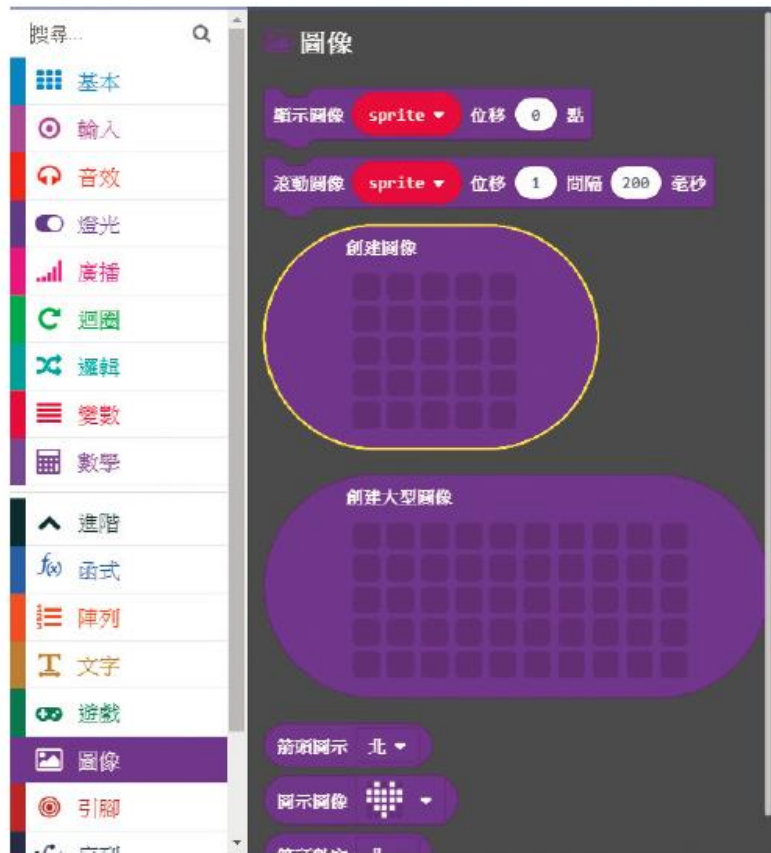 搜尋...
基本
輸入
音效
燈光
廣播
迴圈
邏輯
變數
數學
進階
f(x) 函式
陣列
文字
遊戲
圖像
引腳
圖像
顯示圖像 sprite 位移 0 點
滾動圖像 sprite 位移 1 間隔 200 毫秒
創建圖像
創建大型圖像
箭頭圖示 北
圖示圖像